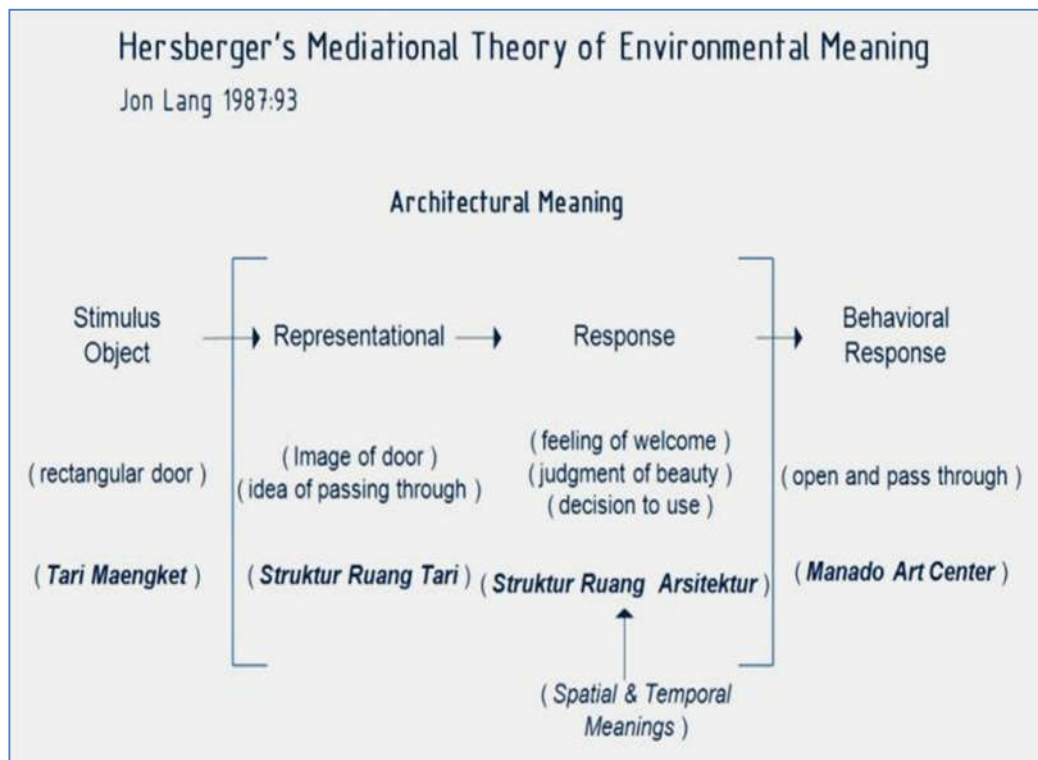 Hersberger's Mediational Theory of Environmental Meaning
Jon Lang 1987:93
Architectural Meaning
Stimulus
Object
Representational
Response
Behavioral
Response
( rectangular door )
( Image of door )
( idea of passing through )
( feeling of welcome )
( judgment of beauty )
( decision to use )
( open and pass through )
( Tari Maengket )
( Struktur Ruang Tari )
( Struktur Ruang Arsitektur )
( Manado Art Center )
( Spatial & Temporal
Meanings )